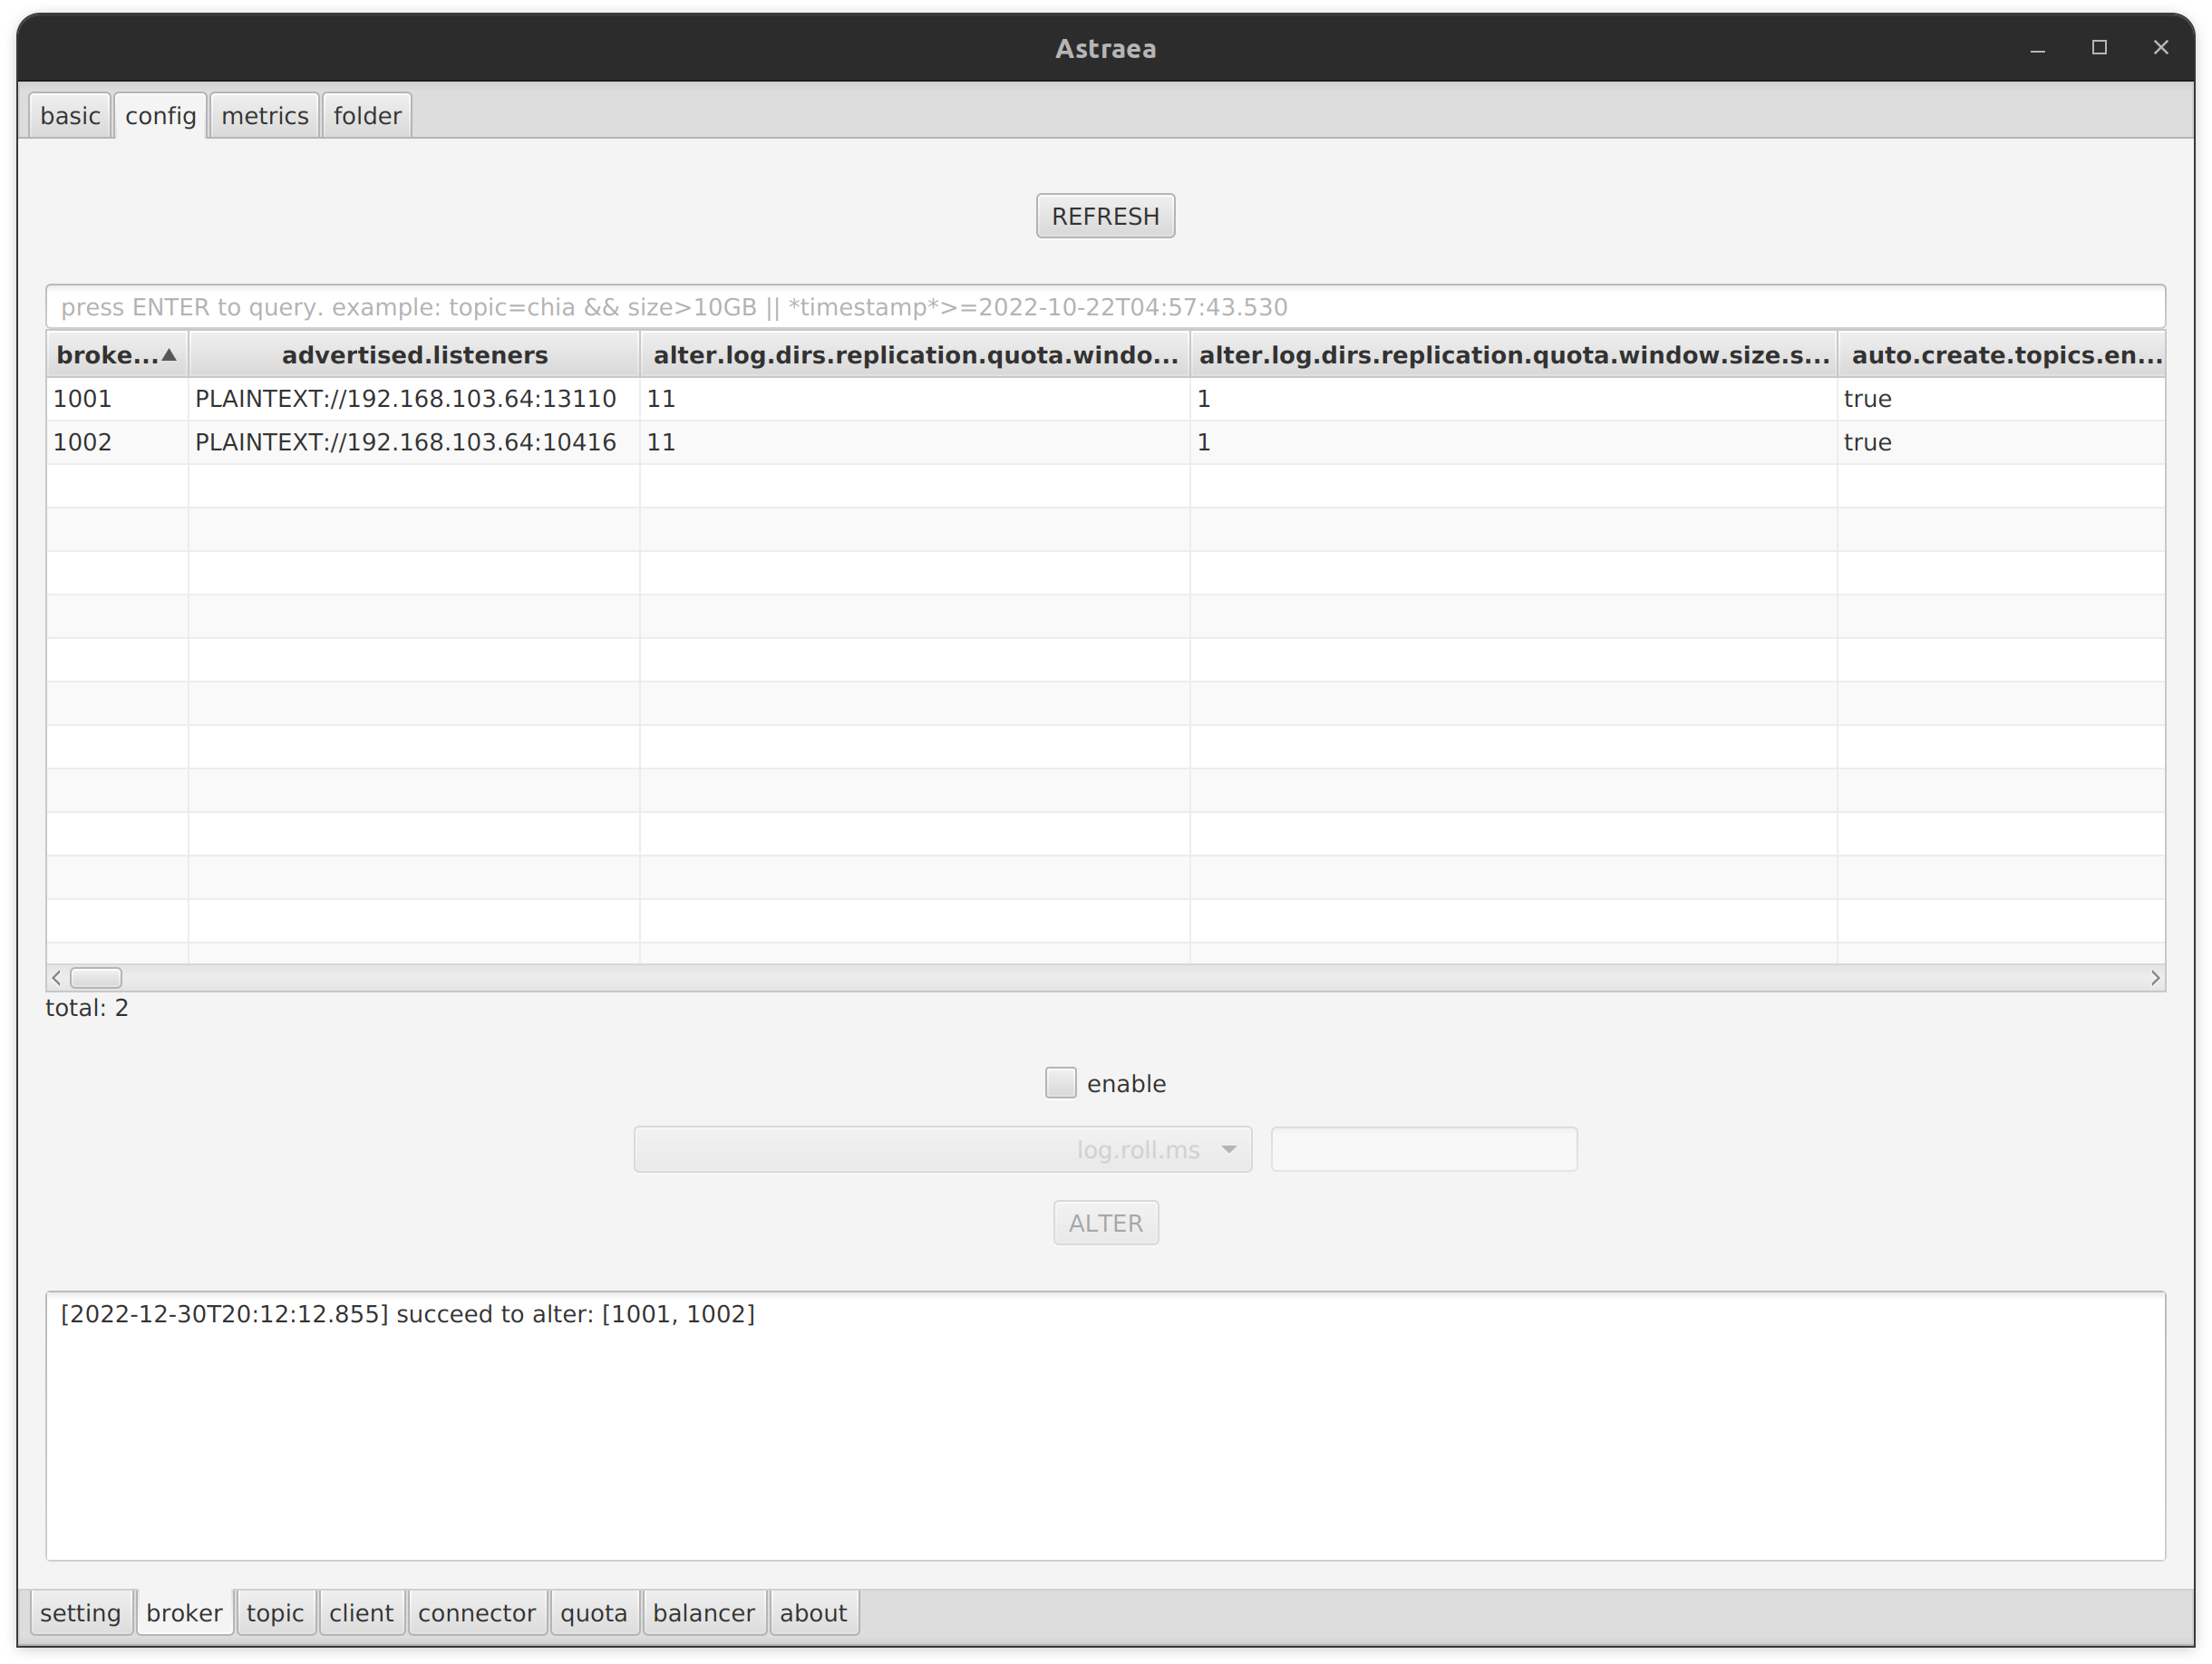 Astraea
basic config metrics folder
REFRESH
press ENTER to query. example: topic=chia && size>10GB || *timestamp*>=2022-10-22T04:57:43.530
broke... advertised.listeners alter.log.dirs.replication.quota.windo... alter.log.dirs.replication.quota.window.size.s... auto.create.topics.en...
1001 PLAINTEXT://192.168.103.64:13110 11 1 true
1002 PLAINTEXT://192.168.103.64:10416 11 1 true
total: 2
enable
log.roll.ms
ALTER
[2022-12-30T20:12:12.855] succeed to alter: [1001, 1002]
setting broker topic client connector quota balancer about